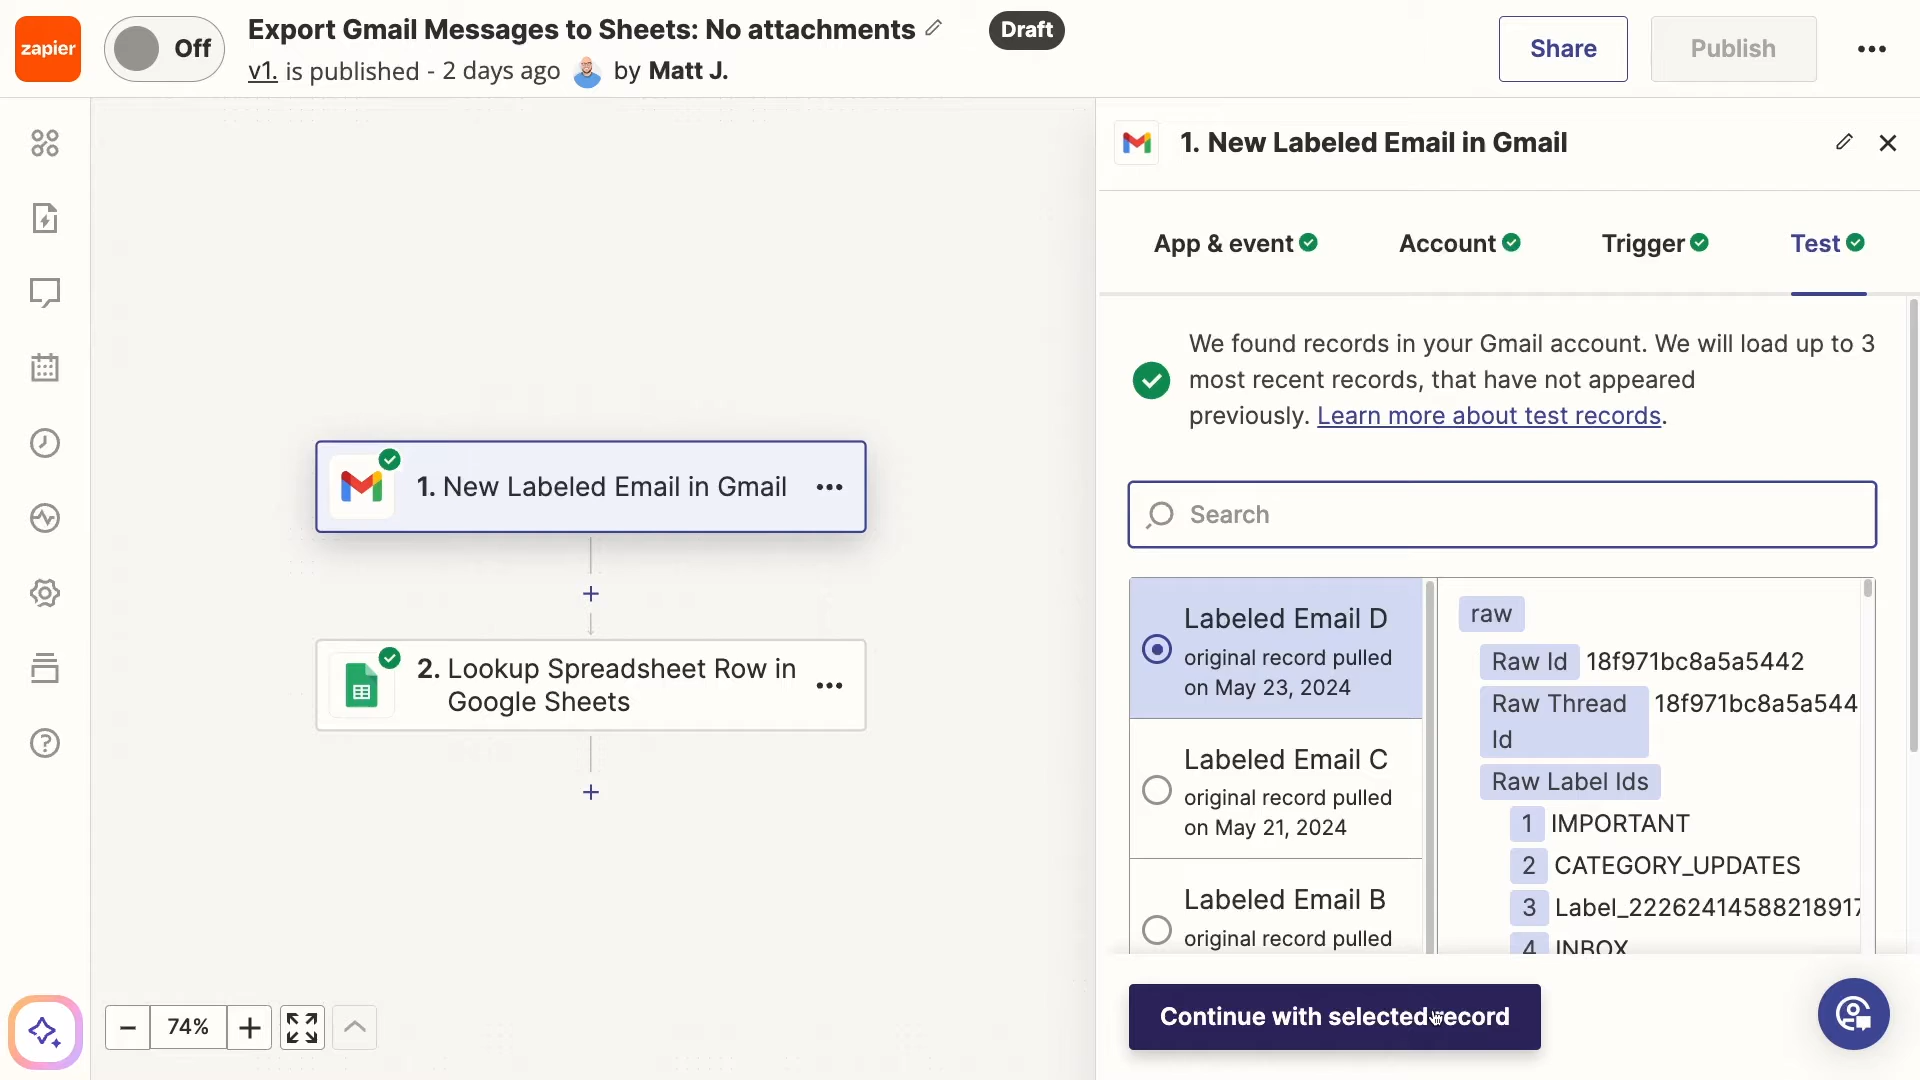 zapier
Off
Export Gmail Messages to Sheets: No attachments
Draft
v1. is published - 2 days ago by Matt J.
Share
Publish
1. New Labeled Email in Gmail
App & event
Account
Trigger
Test
We found records in your Gmail account. We will load up to 3
most recent records, that have not appeared
previously. Learn more about test records.
Search
Labeled Email D
original record pulled
on May 23, 2024
Labeled Email C
original record pulled
on May 21, 2024
Labeled Email B
original record pulled
raw
Raw Id 18f971bc8a5a5442
Raw Thread
Id
18f971bc8a5a544
Raw Label Ids
1 IMPORTANT
2 CATEGORY_UPDATES
3 Label_22262414588218917
4 INBOX
Continue with selected record
1. New Labeled Email in Gmail
2. Lookup Spreadsheet Row in
Google Sheets
74%